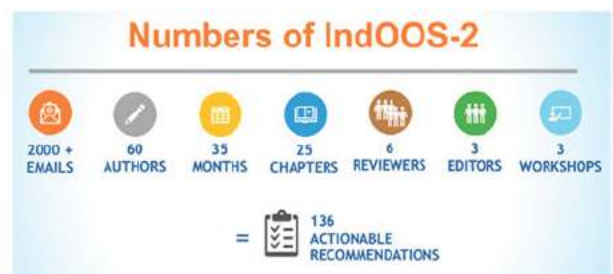 Numbers of IndOOS-2
2000 + EMAILS
60 AUTHORS
35 MONTHS
25 CHAPTERS
6 REVIEWERS
3 EDITORS
3 WORKSHOPS
=
136
ACTIONABLE
RECOMMENDATIONS